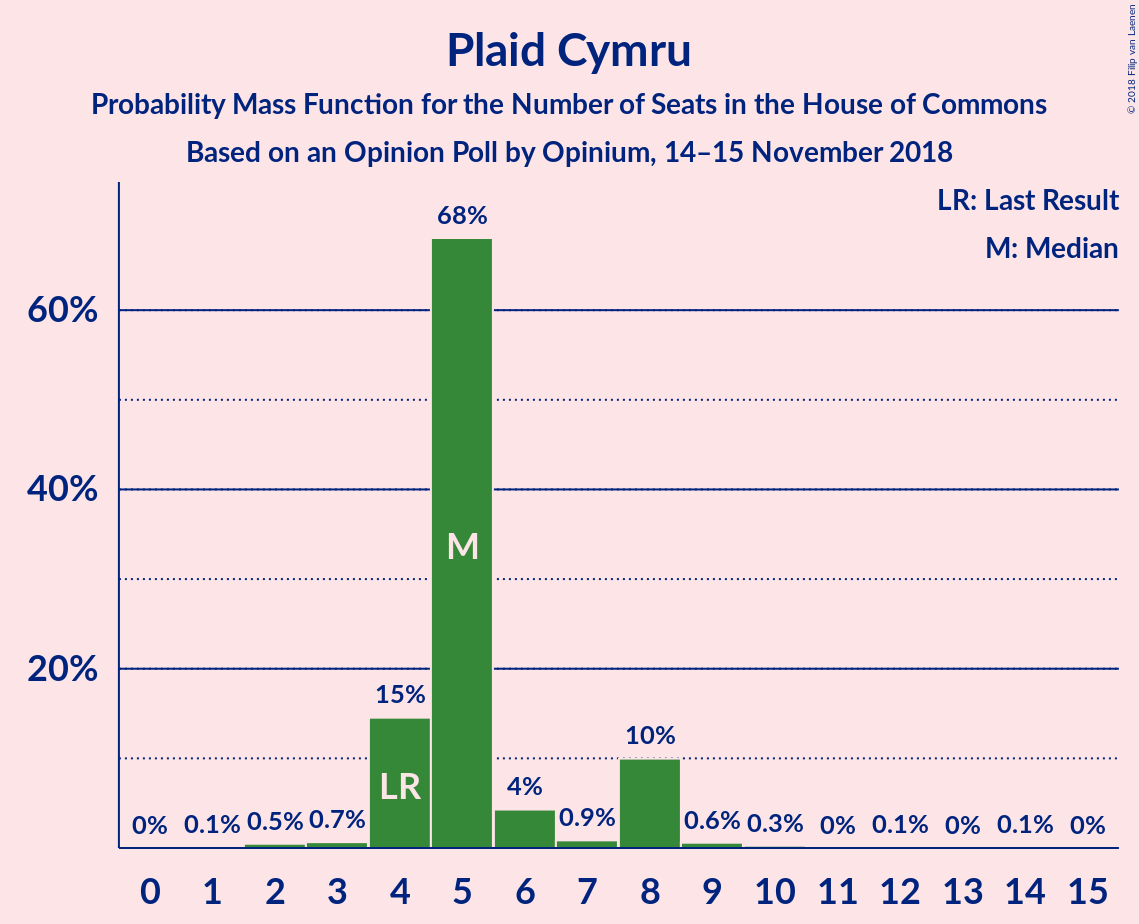 Plaid Cymru
Probability Mass Function for the Number of Seats in the House of Commons
Based on an Opinion Poll by Opinium, 14–15 November 2018
© 2018 Filip van Laenen
LR: Last Result
M: Median
60%
40%
20%
0%
0.1%
0.5%
0.7%
15%
68%
4%
0.9%
10%
0.6%
0.3%
0%
0.1%
0%
0.1%
0%
LR
M
0 1 2 3 4 5 6 7 8 9 10 11 12 13 14 15